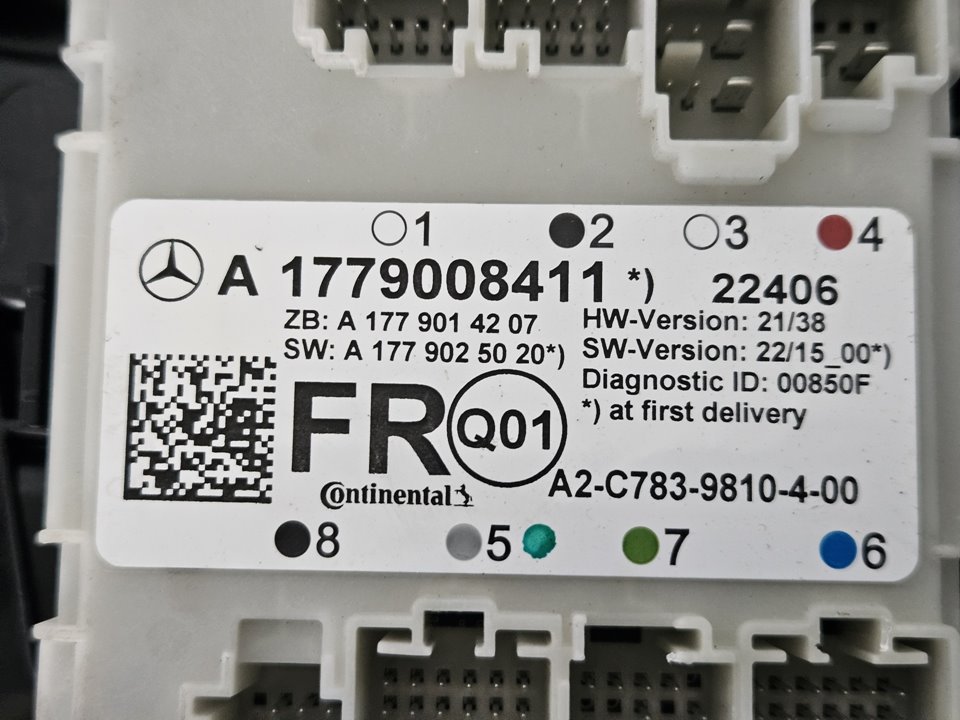 1 2 3 4
A 1779008411 *) 22406
ZB: A 177 901 42 07 HW-Version: 21/38
SW: A 177 902 50 20*) SW-Version: 22/15_00*)
Diagnostic ID: 00850F
*) at first delivery
FR Q01
Continental A2-C783-9810-4-00
8 5 7 6